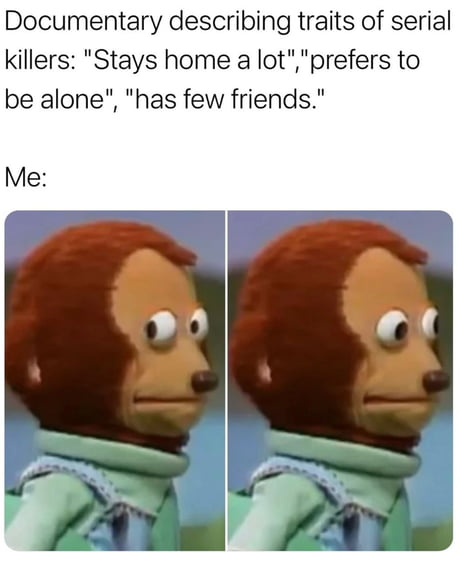 Documentary describing traits of serial
killers: "Stays home a lot","prefers to
be alone", "has few friends."
Me: